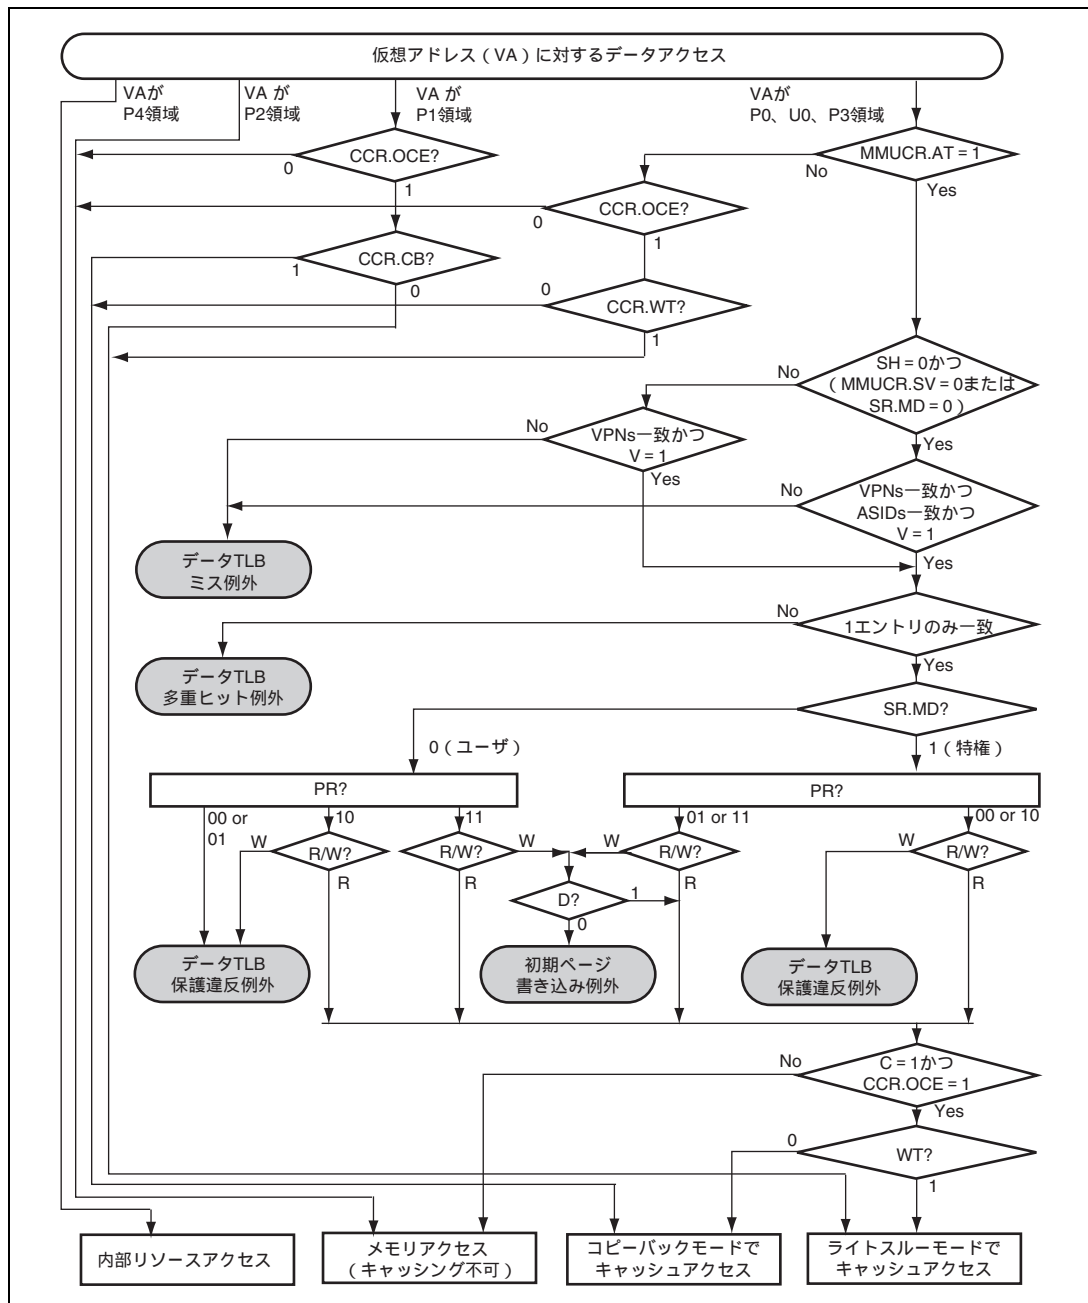 仮想アドレス（VA）に対するデータアクセス
VAが
P4領域
VA が
P2領域
VA が
P1領域
VAが
P0、U0、P3領域
CCR.OCE?
0
1
MMUCR.AT = 1
No
Yes
CCR.OCE?
0
1
CCR.CB?
1
0
CCR.WT?
0
1
SH = 0かつ
（MMUCR.SV = 0または
SR.MD = 0）
No
Yes
VPNs一致かつ
V = 1
No
Yes
VPNs一致かつ
ASIDs一致かつ
V = 1
No
Yes
データTLB
ミス例外
1エントリのみ一致
No
Yes
データTLB
多重ヒット例外
SR.MD?
0（ユーザ）
1（特権）
PR?
PR?
00 or
01
10
11
01 or 11
00 or 10
W
R/W?
R
R/W?
W
R
W
R/W?
R
W
R/W?
R
D?
1
0
データTLB
保護違反例外
初期ページ
書き込み例外
データTLB
保護違反例外
C = 1かつ
CCR.OCE = 1
No
Yes
WT?
0
1
内部リソースアクセス
メモリアクセス
（キャッシング不可）
コピーバックモードで
キャッシュアクセス
ライトスルーモードで
キャッシュアクセス